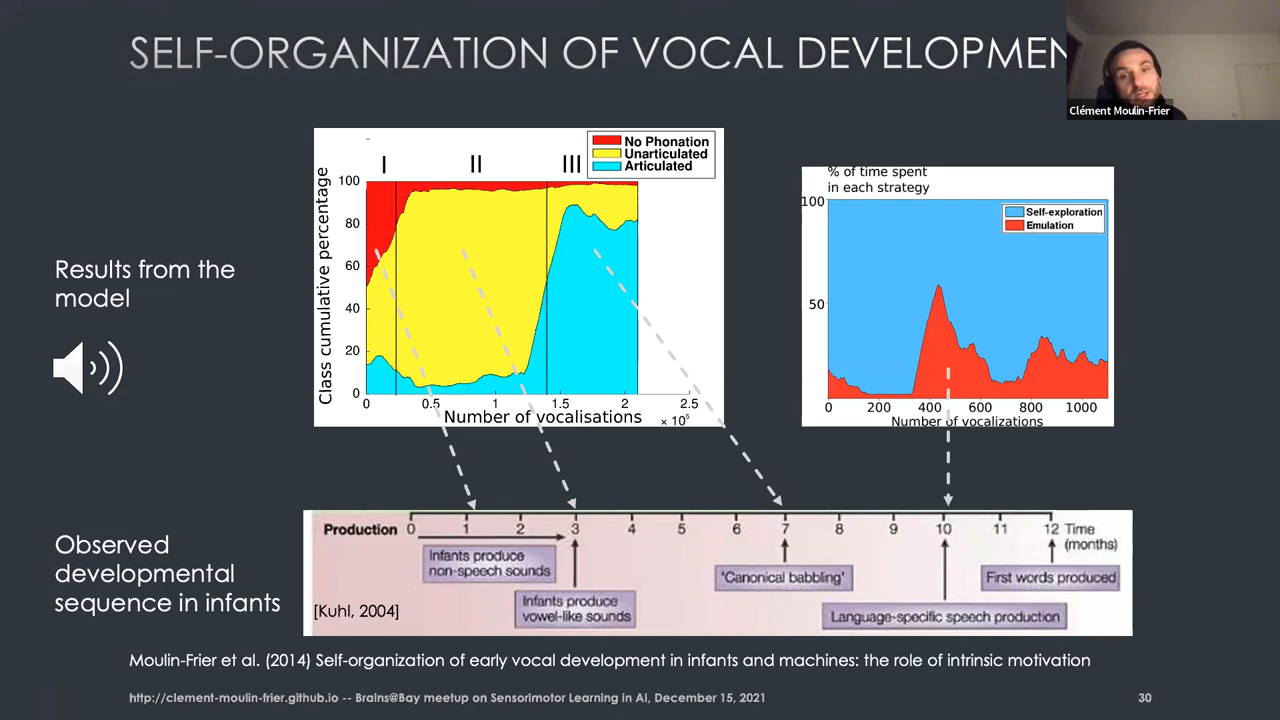 SELF-ORGANIZATION OF VOCAL DEVELOPMEN
Clément Moulin-Frier
No Phonation
Unarticulated
Articulated
I II III
Class cumulative percentage
100
80
60
40
20
0
0 0.5 1 1.5 2 2.5
Number of vocalisations
× 10⁵
% of time spent
in each strategy
100
50
Self-exploration
Emulation
0 200 400 600 800 1000
Number of vocalizations
Results from the
model
Observed
developmental
sequence in infants
Production 0 1 2 3 4 5 6 7 8 9 10 11 12 Time
(months)
Infants produce
non-speech sounds
Infants produce
vowel-like sounds
'Canonical babbling'
Language-specific speech production
First words produced
[Kuhl, 2004]
Moulin-Frier et al. (2014) Self-organization of early vocal development in infants and machines: the role of intrinsic motivation
http://clement-moulin-frier.github.io -- Brains@Bay meetup on Sensorimotor Learning in AI, December 15, 2021
30